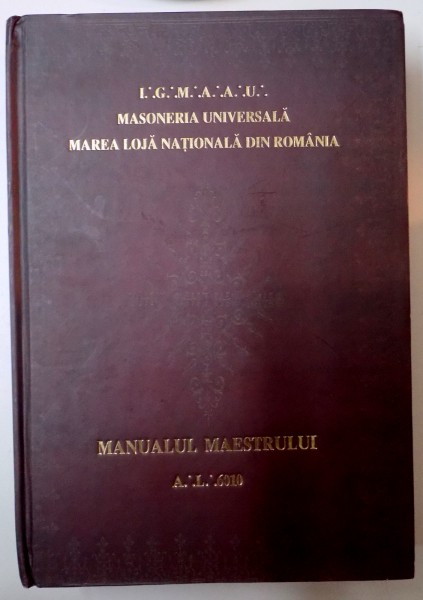 I.∴G.∴M.∴A.∴A.∴U.∴
MASONERIA UNIVERSALĂ
MAREA LOJĂ NAȚIONALĂ DIN ROMÂNIA
MANUALUL MAESTRULUI
A.∴L.∴6010